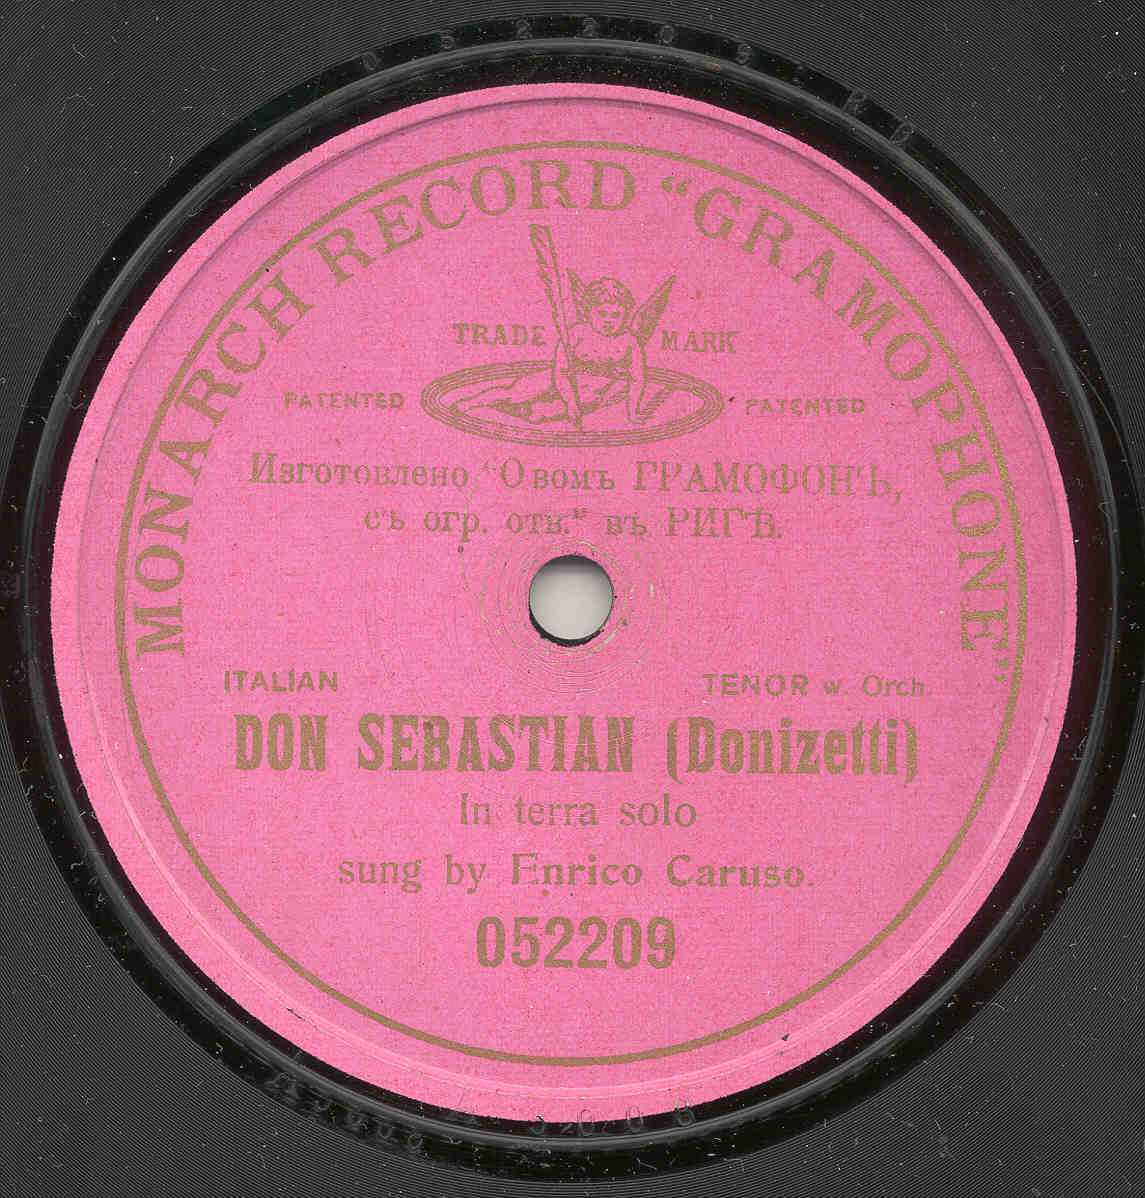 052209
MONARCH RECORD “GRAMOPHONE”
TRADE MARK
PATENTED PATENTED
Изготовлено “Овомъ ГРАМОФОНЪ,
съ огр. отв.” въ РИГѢ.
ITALIAN TENOR w. Orch.
DON SEBASTIAN (Donizetti)
In terra solo
sung by Enrico Caruso.
052209